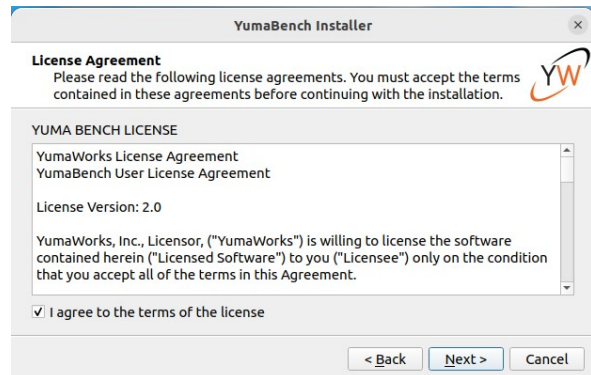 YumaBench Installer
License Agreement
Please read the following license agreements. You must accept the terms
contained in these agreements before continuing with the installation.
YW
YUMA BENCH LICENSE
YumaWorks License Agreement
YumaBench User License Agreement
License Version: 2.0
YumaWorks, Inc., Licensor, ("YumaWorks") is willing to license the software
contained herein ("Licensed Software") to you ("Licensee") only on the condition
that you accept all of the terms in this Agreement.
I agree to the terms of the license
< Back
Next >
Cancel